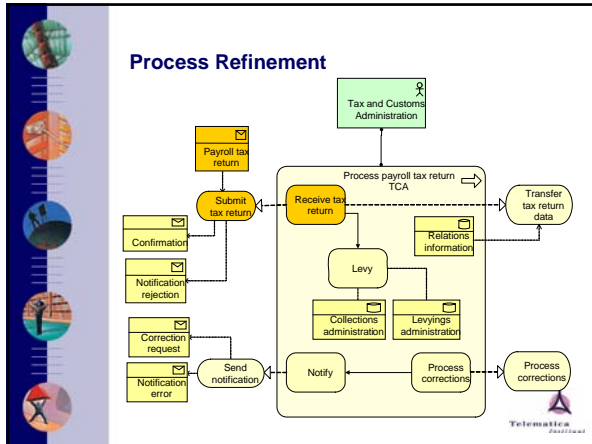 Process Refinement
Tax and Customs
Administration
Payroll tax
return
Process payroll tax return
TCA
Submit
tax return
Receive tax
return
Transfer
tax return
data
Relations
information
Confirmation
Levy
Notification
rejection
Collections
administration
Levyings
administration
Correction
request
Send
notification
Notify
Process
corrections
Process
corrections
Notification
error
Telematica
Instituut